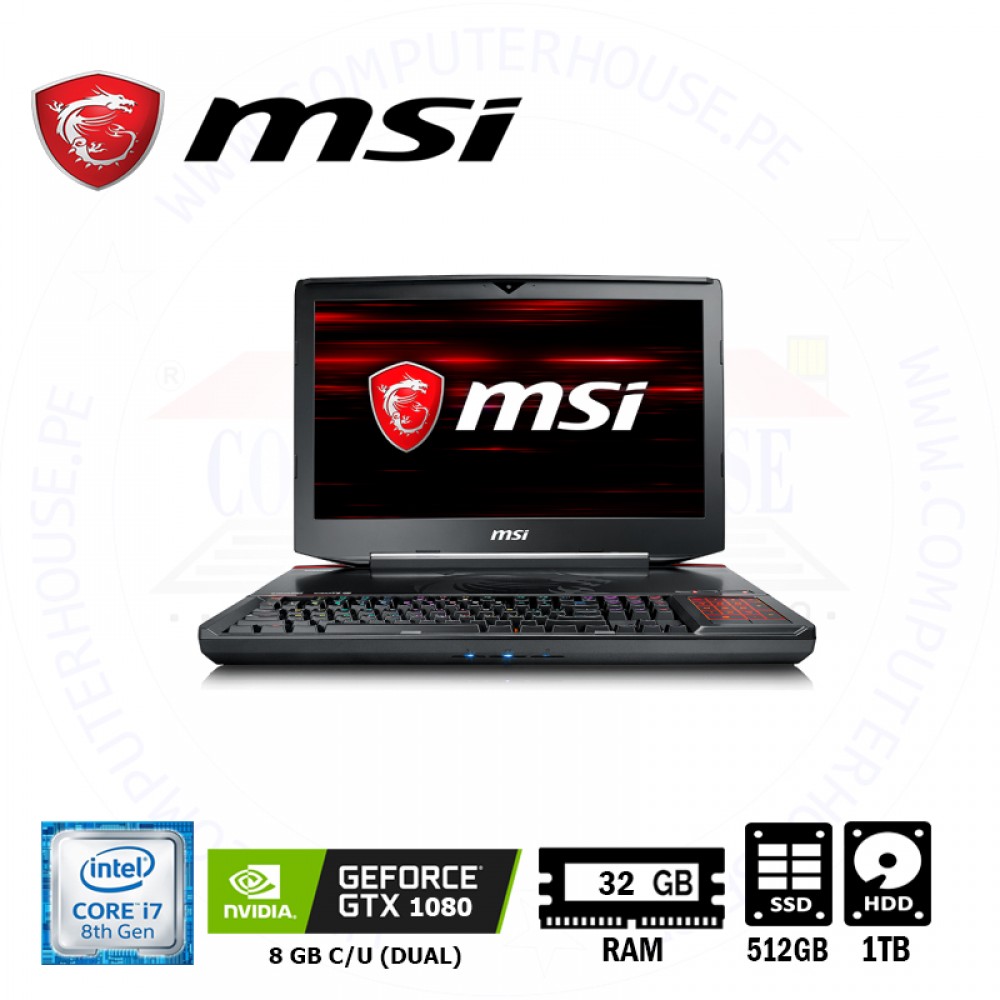 WWW.COMPUTERHOUSE.PE
msi
msi
msi
intel
CORE i7
8th Gen
NVIDIA.
GEFORCE
GTX 1080
8 GB C/U (DUAL)
32 GB
RAM
SSD
512GB
HDD
1TB